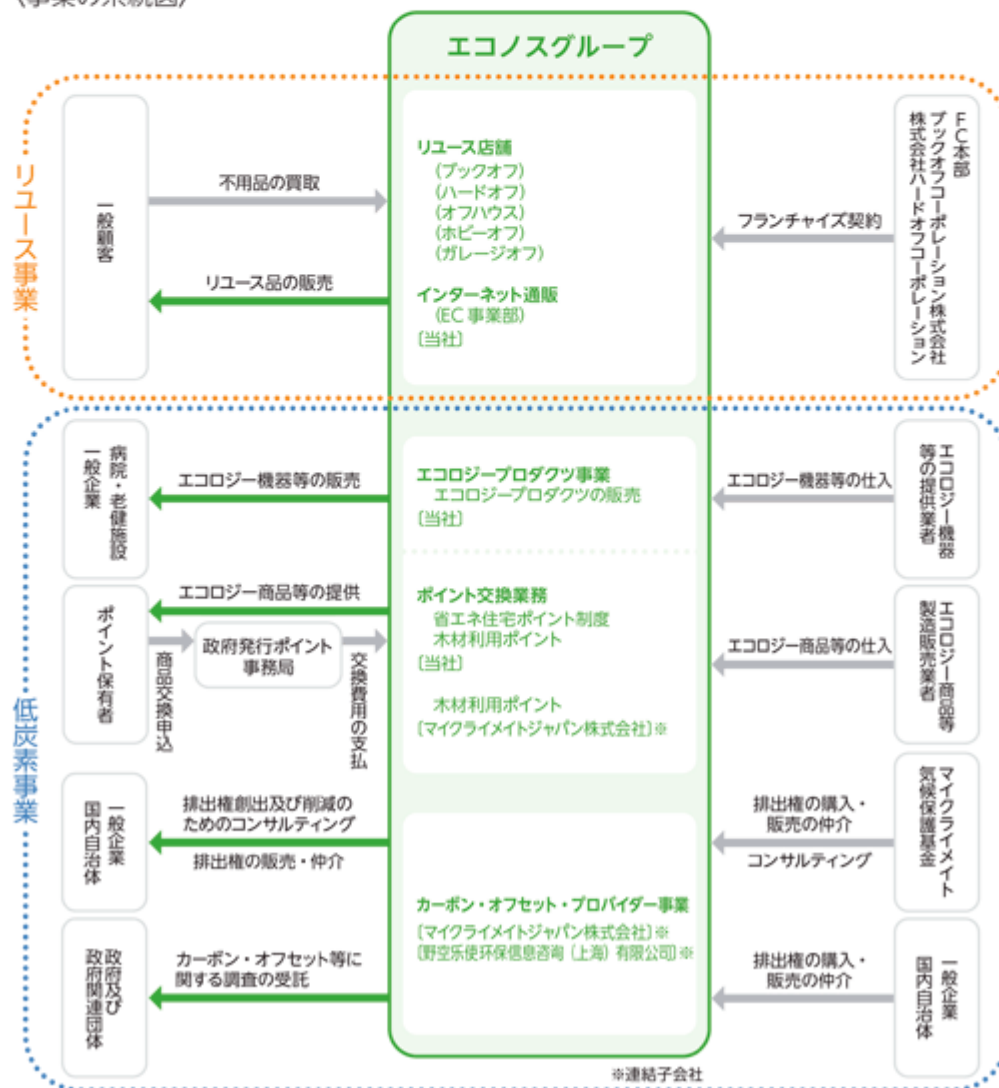 〈事業の系統図〉
エコノスグループ
リユース事業
一般顧客
不用品の買取
リユース品の販売
リユース店舗
(ブックオフ)
(ハードオフ)
(オフハウス)
(ホビーオフ)
(ガレージオフ)
インターネット通販
(EC 事業部)
〔当社〕
フランチャイズ契約
FC本部
ブックオフコーポレーション株式会社
株式会社ハードオフコーポレーション
低炭素事業
病院・老健施設
一般企業
エコロジー機器等の販売
エコロジープロダクツ事業
エコロジープロダクツの販売
〔当社〕
エコロジー機器等の仕入
エコロジー機器
等の提供業者
ポイント保有者
エコロジー商品等の提供
商品交換申込
政府発行ポイント
事務局
交換費用の支払
ポイント交換業務
省エネ住宅ポイント制度
木材利用ポイント
〔当社〕
木材利用ポイント
〔マイクライメイトジャパン株式会社〕※
エコロジー商品等の仕入
エコロジー商品等
製造販売業者
一般企業
国内自治体
排出権創出及び削減の
ためのコンサルティング
排出権の販売・仲介
排出権の購入・
販売の仲介
コンサルティング
マイクライメイト
気候保護基金
カーボン・オフセット・プロバイダー事業
〔マイクライメイトジャパン株式会社〕※
〔野空乐使环保信息咨询（上海）有限公司〕※
政府及び
政府関連団体
カーボン・オフセット等に
関する調査の受託
排出権の購入・
販売の仲介
一般企業
国内自治体
※連結子会社